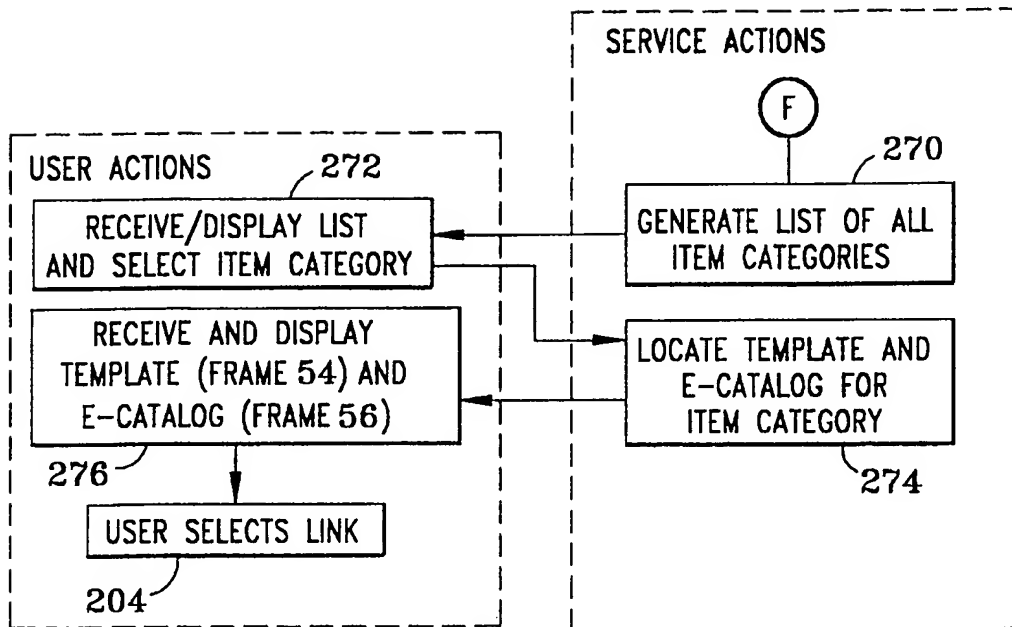 SERVICE ACTIONS
F
270
GENERATE LIST OF ALL
ITEM CATEGORIES
USER ACTIONS
272
RECEIVE/DISPLAY LIST
AND SELECT ITEM CATEGORY
RECEIVE AND DISPLAY
TEMPLATE (FRAME 54) AND
E-CATALOG (FRAME 56)
276
LOCATE TEMPLATE AND
E-CATALOG FOR
ITEM CATEGORY
274
USER SELECTS LINK
204